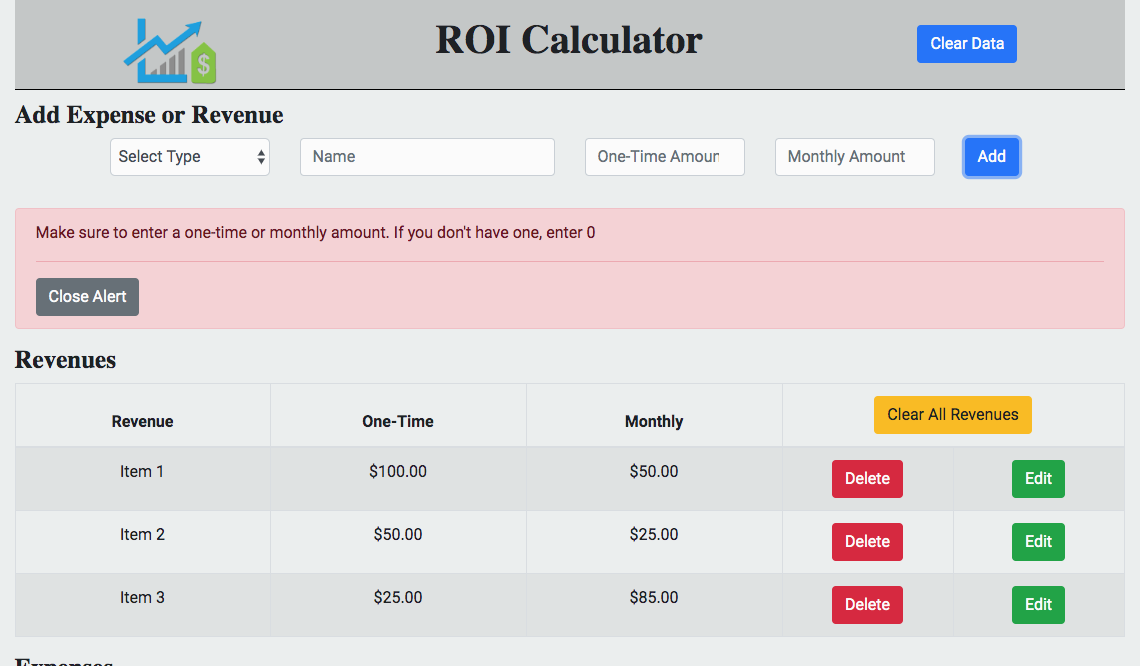 ROI Calculator
Clear Data
Add Expense or Revenue
Select Type Name One-Time Amoun Monthly Amount Add
Make sure to enter a one-time or monthly amount. If you don't have one, enter 0
Close Alert
Revenues
Revenue One-Time Monthly Clear All Revenues
Item 1 $100.00 $50.00 Delete Edit
Item 2 $50.00 $25.00 Delete Edit
Item 3 $25.00 $85.00 Delete Edit
Expenses